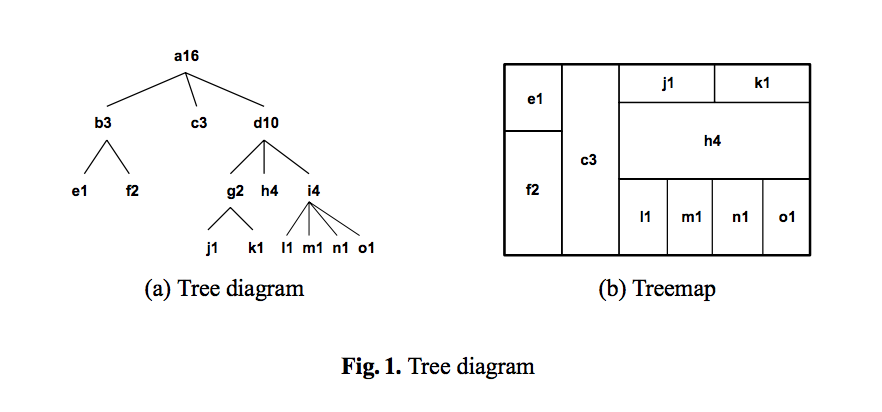 a16
b3 c3 d10
e1 f2 g2 h4 i4
j1 k1 l1 m1 n1 o1
(a) Tree diagram
e1 j1 k1
c3 h4
f2 l1 m1 n1 o1
(b) Treemap
Fig. 1. Tree diagram